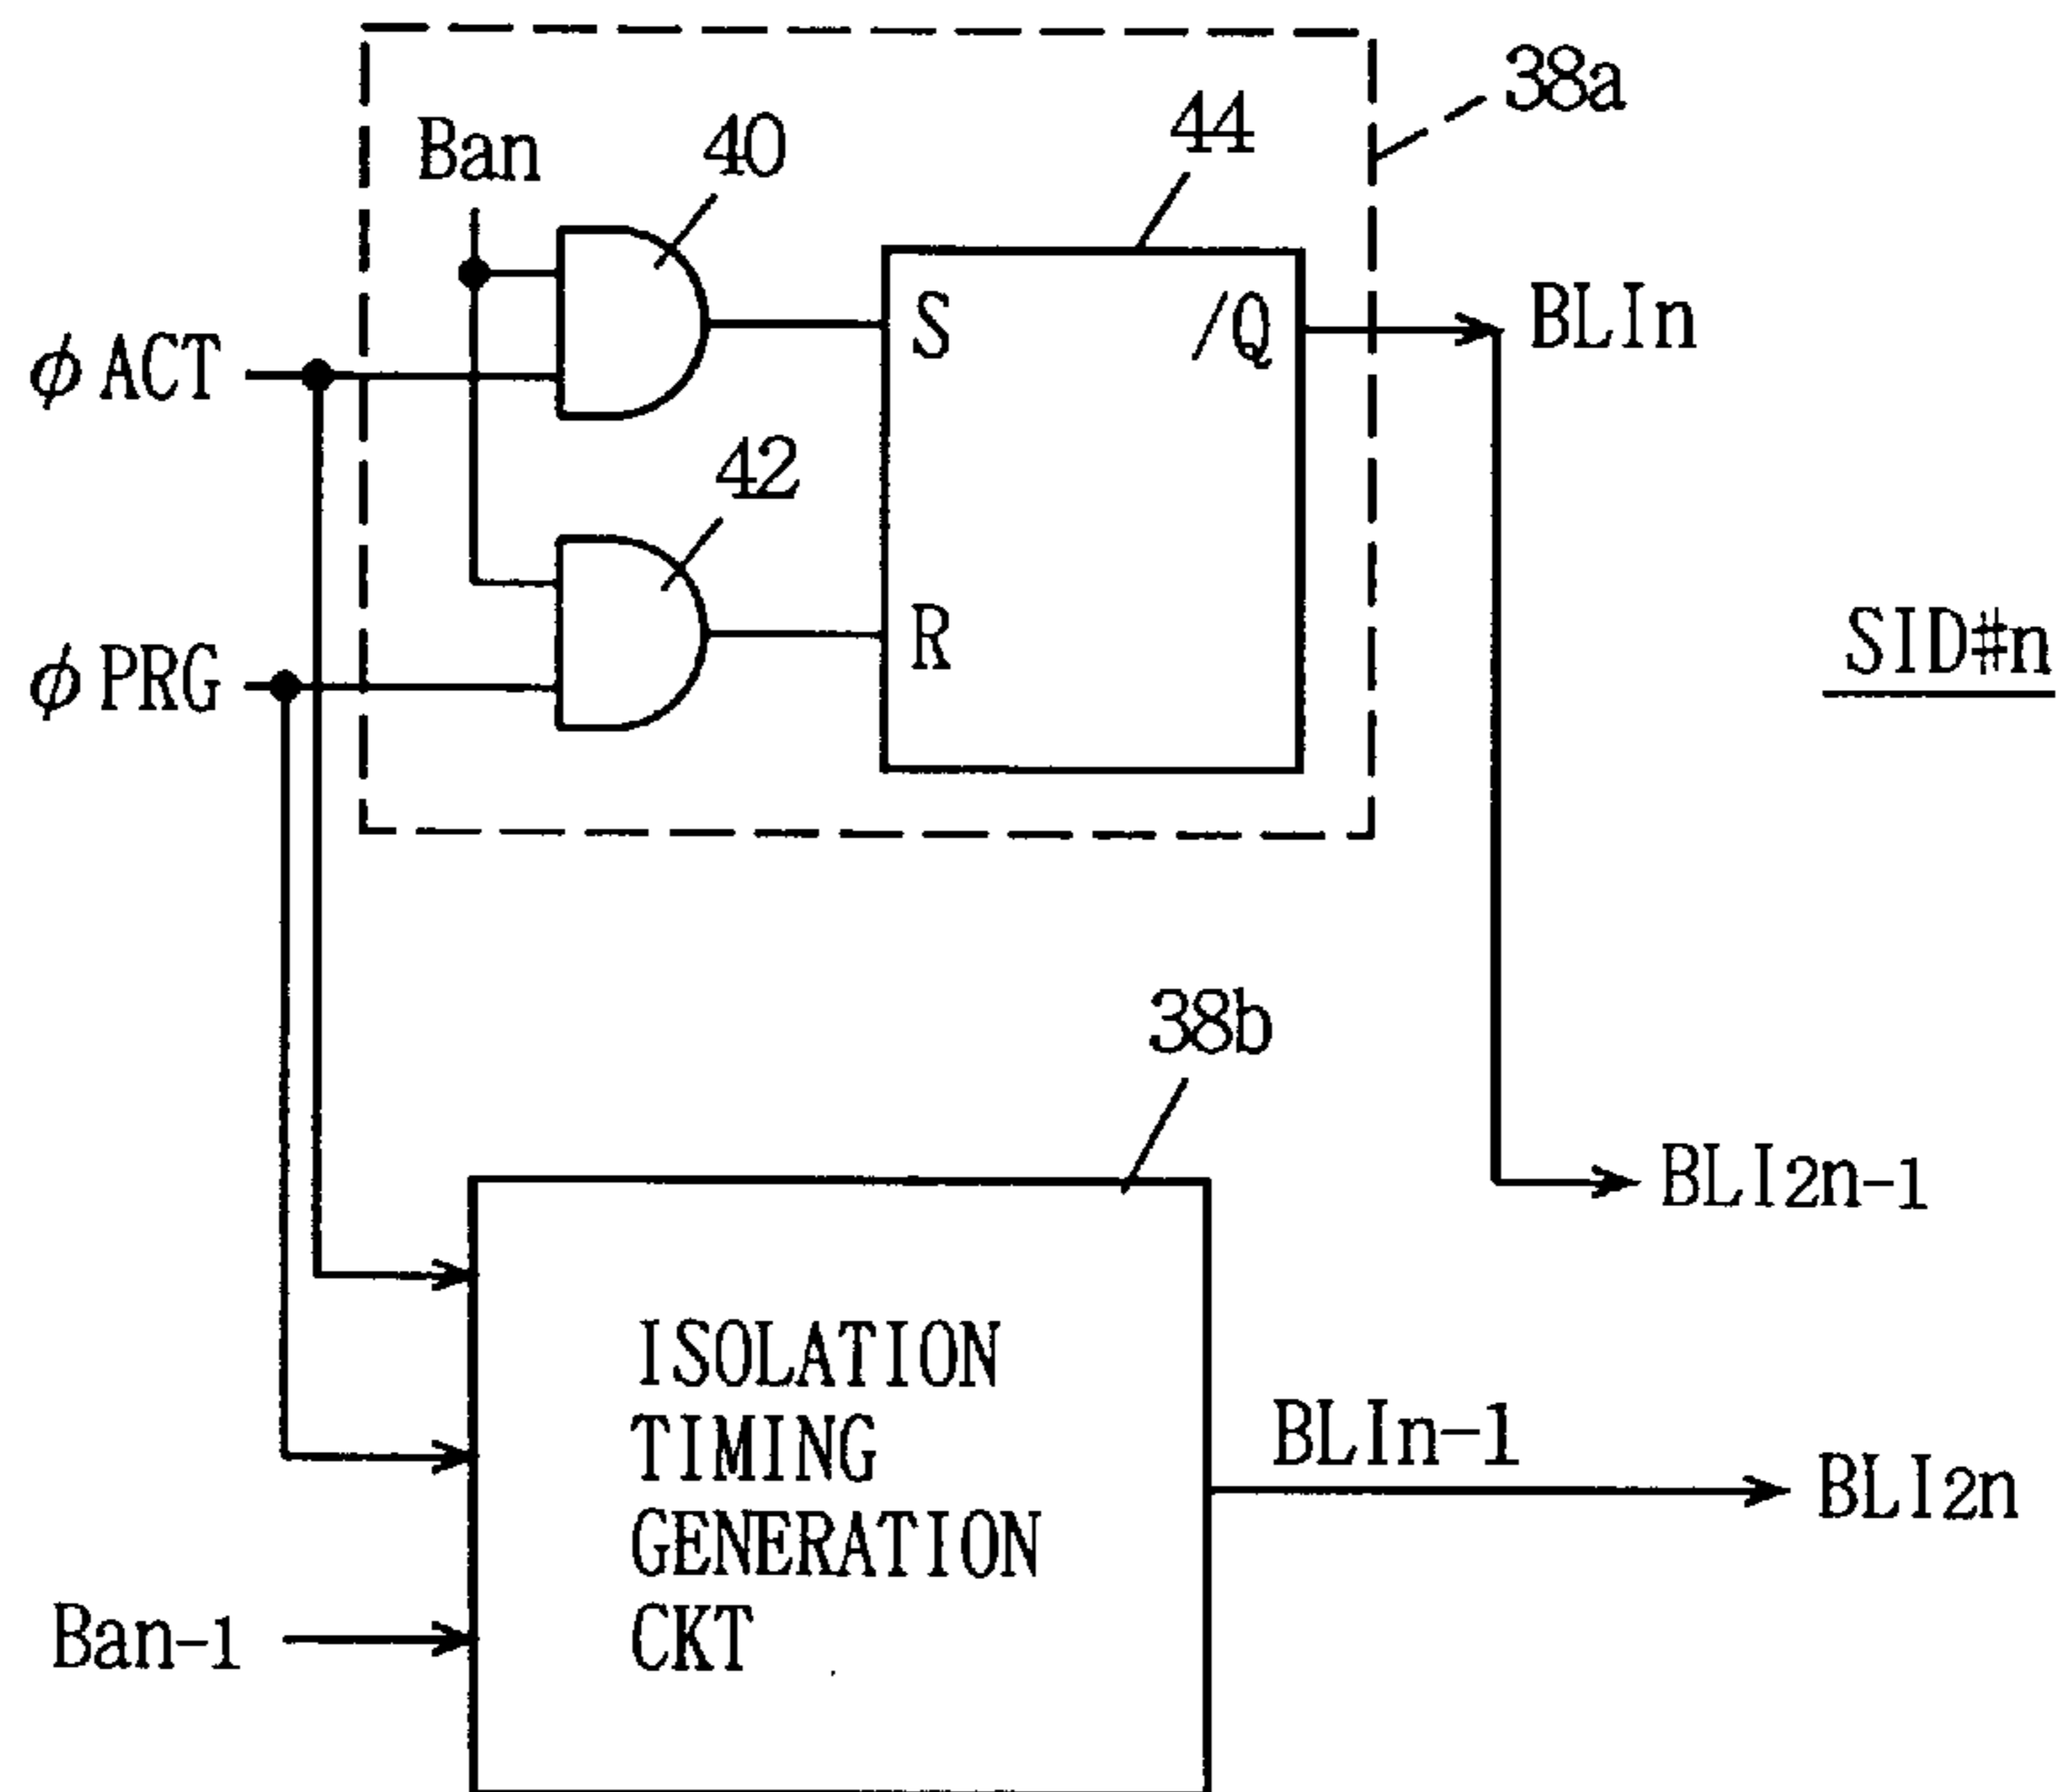 38a
Ban
40
44
S
/Q
BLIn
φACT
42
R
SID#n
φPRG
38b
BLI2n-1
ISOLATION
TIMING
GENERATION
CKT
BLIn-1
BLI2n
Ban-1